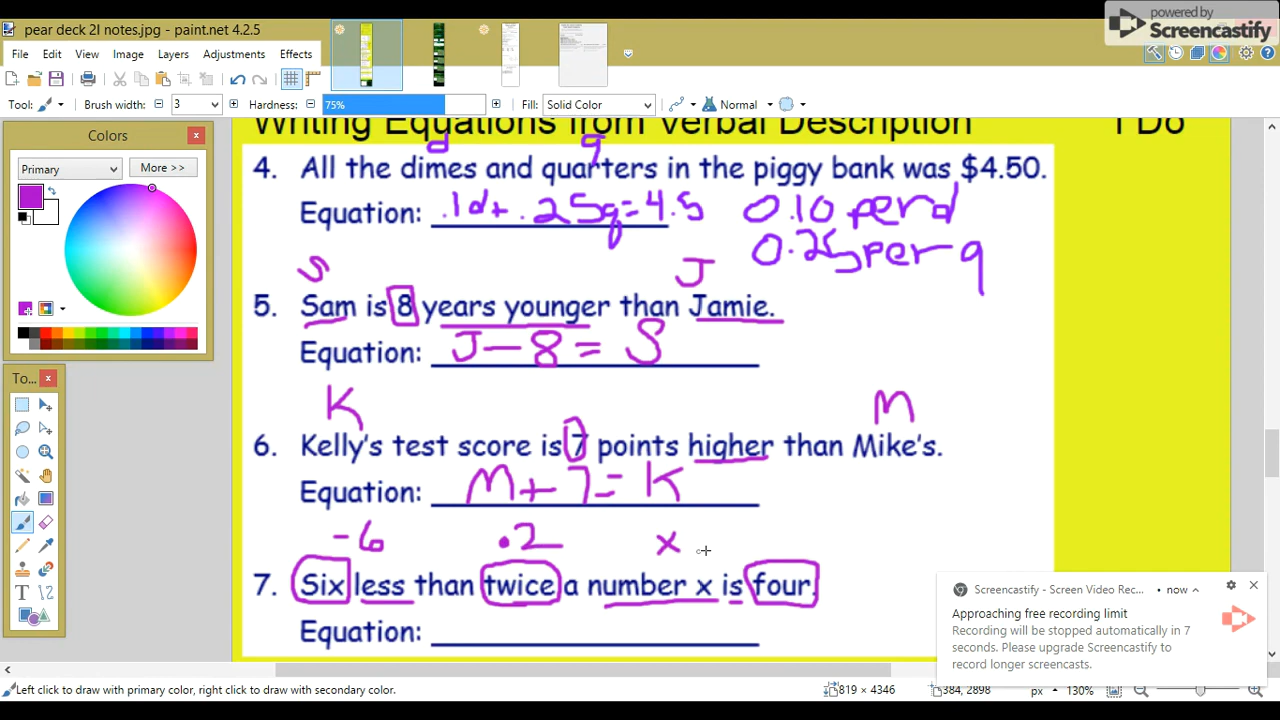 pear deck 2I notes.jpg - paint.net 4.2.5
powered by
Screencastify
File Edit View Image Layers Adjustments Effects
Tool: Brush width: 3 Hardness: 75% Fill: Solid Color Normal
Colors
Primary More >>
Writing Equations from Verbal Description I Do
d q
4. All the dimes and quarters in the piggy bank was $4.50.
Equation: .1d+ .25q=4.5 0.10 per d
0.25 per q
S J
5. Sam is 8 years younger than Jamie.
Equation: J-8 = S
K M
6. Kelly's test score is 7 points higher than Mike's.
Equation: M+7=K
-6 .2 x
7. Six less than twice a number x is four.
Equation:
To...
Screencastify - Screen Video Rec... • now
Approaching free recording limit
Recording will be stopped automatically in 7
seconds. Please upgrade Screencastify to
record longer screencasts.
Left click to draw with primary color, right click to draw with secondary color. 819 × 4346 384, 2898 px 130%